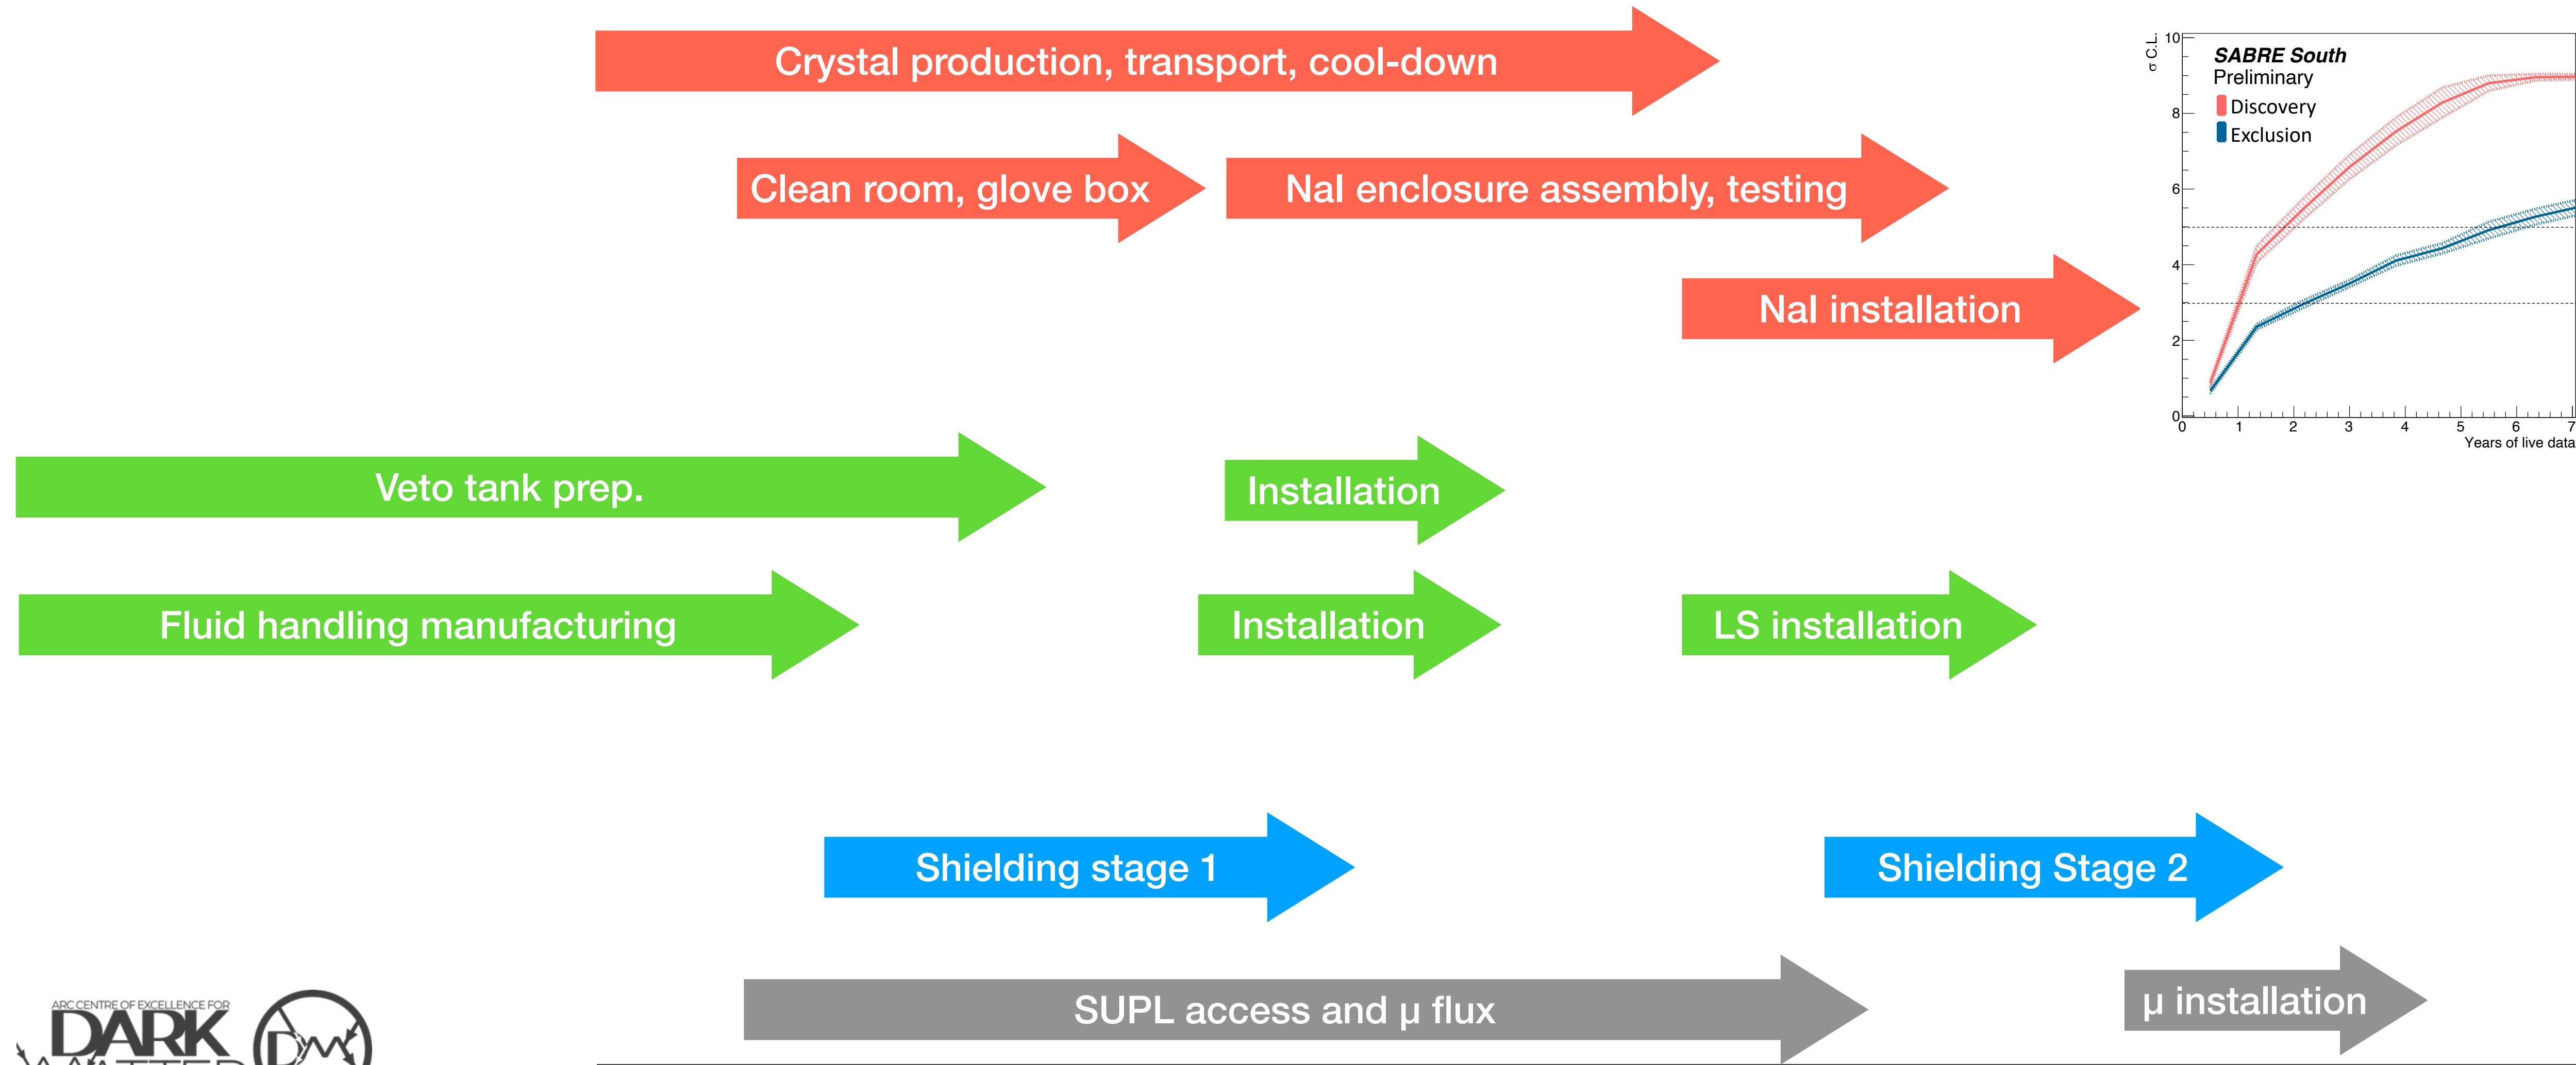 Crystal production, transport, cool-down
Clean room, glove box
NaI enclosure assembly, testing
NaI installation
σ C.L.
10
8
6
4
2
0
SABRE South
Preliminary
Discovery
Exclusion
0 1 2 3 4 5 6 7
Years of live data
Veto tank prep.
Installation
Fluid handling manufacturing
Installation
LS installation
Shielding stage 1
Shielding Stage 2
SUPL access and μ flux
μ installation
ARC CENTRE OF EXCELLENCE FOR
DARK
MATTER